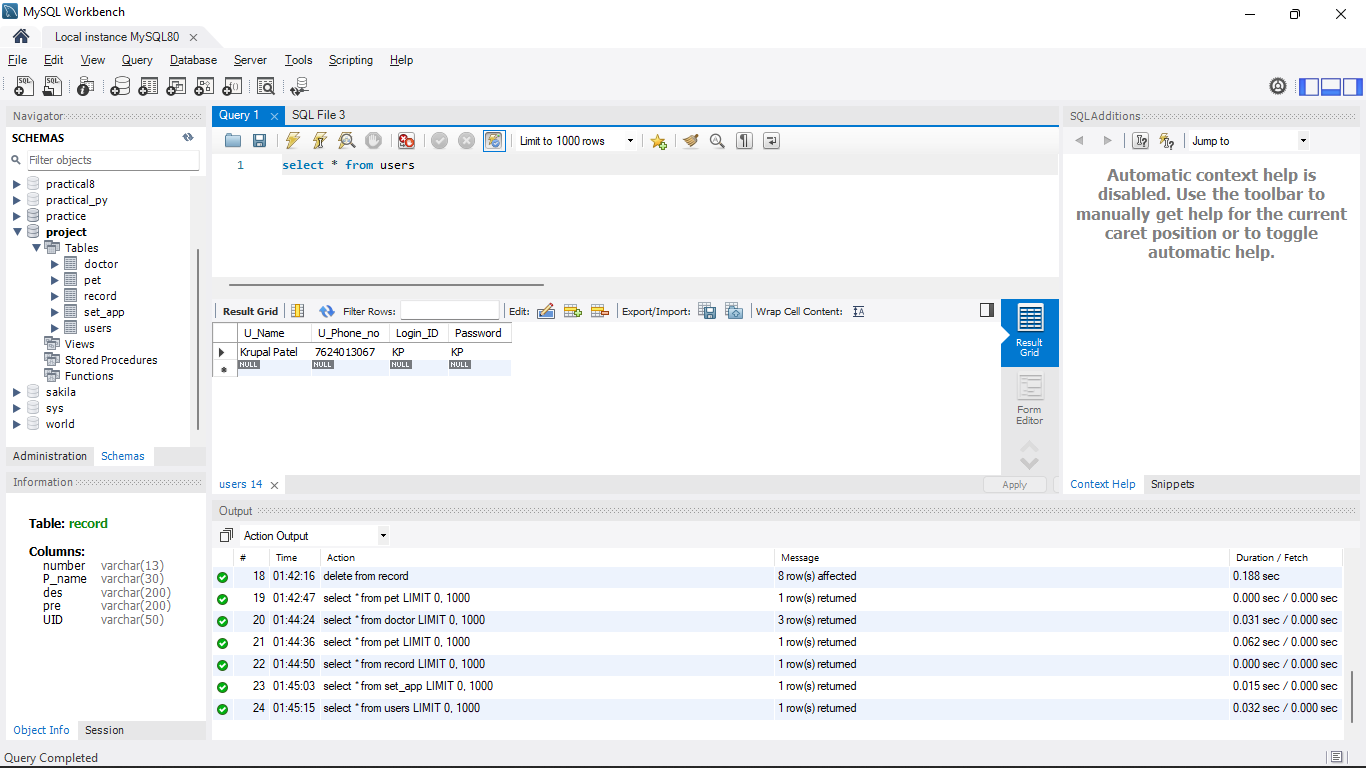 MySQL Workbench
Local instance MySQL80
File Edit View Query Database Server Tools Scripting Help
Navigator
SCHEMAS
Filter objects
practical8
practical_py
practice
project
Tables
doctor
pet
record
set_app
users
Views
Stored Procedures
Functions
sakila
sys
world
Administration Schemas
Information
Table: record
Columns:
number varchar(13)
P_name varchar(30)
des varchar(200)
pre varchar(200)
UID varchar(50)
Object Info Session
Query 1 SQL File 3
Limit to 1000 rows
1 select * from users
Result Grid Filter Rows: Edit: Export/Import: Wrap Cell Content:
U_Name U_Phone_no Login_ID Password
Krupal Patel 7624013067 KP KP
NULL NULL NULL NULL
Result Grid
Form Editor
users 14
Apply
SQLAdditions
Jump to
Automatic context help is
disabled. Use the toolbar to
manually get help for the current
caret position or to toggle
automatic help.
Context Help Snippets
Output
Action Output
# Time Action Message Duration / Fetch
18 01:42:16 delete from record 8 row(s) affected 0.188 sec
19 01:42:47 select * from pet LIMIT 0, 1000 1 row(s) returned 0.000 sec / 0.000 sec
20 01:44:24 select * from doctor LIMIT 0, 1000 3 row(s) returned 0.031 sec / 0.000 sec
21 01:44:36 select * from pet LIMIT 0, 1000 1 row(s) returned 0.062 sec / 0.000 sec
22 01:44:50 select * from record LIMIT 0, 1000 1 row(s) returned 0.000 sec / 0.000 sec
23 01:45:03 select * from set_app LIMIT 0, 1000 1 row(s) returned 0.015 sec / 0.000 sec
24 01:45:15 select * from users LIMIT 0, 1000 1 row(s) returned 0.032 sec / 0.000 sec
Query Completed